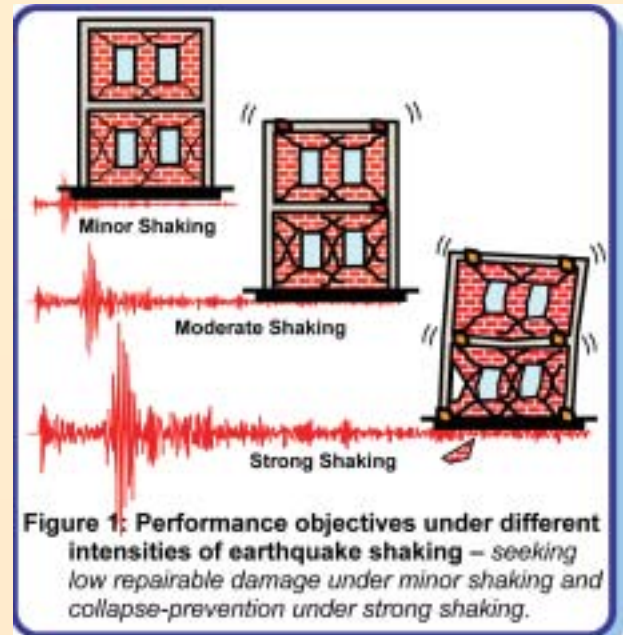 Minor Shaking
Moderate Shaking
Strong Shaking
Figure 1: Performance objectives under different
intensities of earthquake shaking – seeking
low repairable damage under minor shaking and
collapse-prevention under strong shaking.